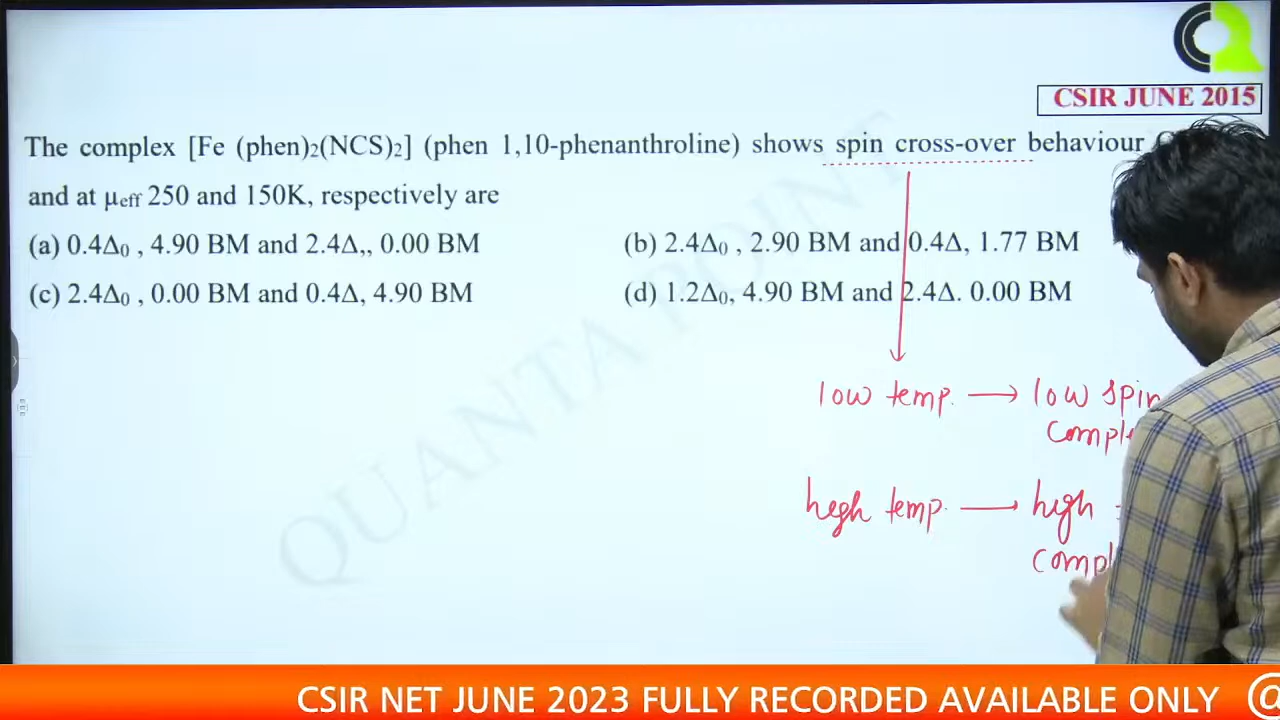 CSIR JUNE 2015
The complex [Fe (phen)₂(NCS)₂] (phen 1,10-phenanthroline) shows spin cross-over behaviour
and at μeff 250 and 150K, respectively are
(a) 0.4Δ₀ , 4.90 BM and 2.4Δ,, 0.00 BM
(b) 2.4Δ₀ , 2.90 BM and 0.4Δ, 1.77 BM
(c) 2.4Δ₀ , 0.00 BM and 0.4Δ, 4.90 BM
(d) 1.2Δ₀, 4.90 BM and 2.4Δ. 0.00 BM
low temp. → low spin
comple
high temp. → high
compl
QUANTA POINT
CSIR NET JUNE 2023 FULLY RECORDED AVAILABLE ONLY @